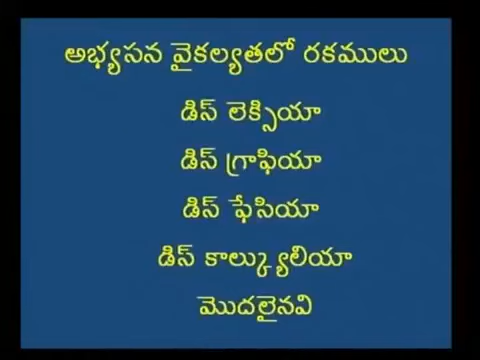 అభ్యసన వైకల్యతలో రకములు
డిస్ లెక్సియా
డిస్ గ్రాఫియా
డిస్ ఫేసియా
డిస్ కాల్క్యులియా
మొదలైనవి